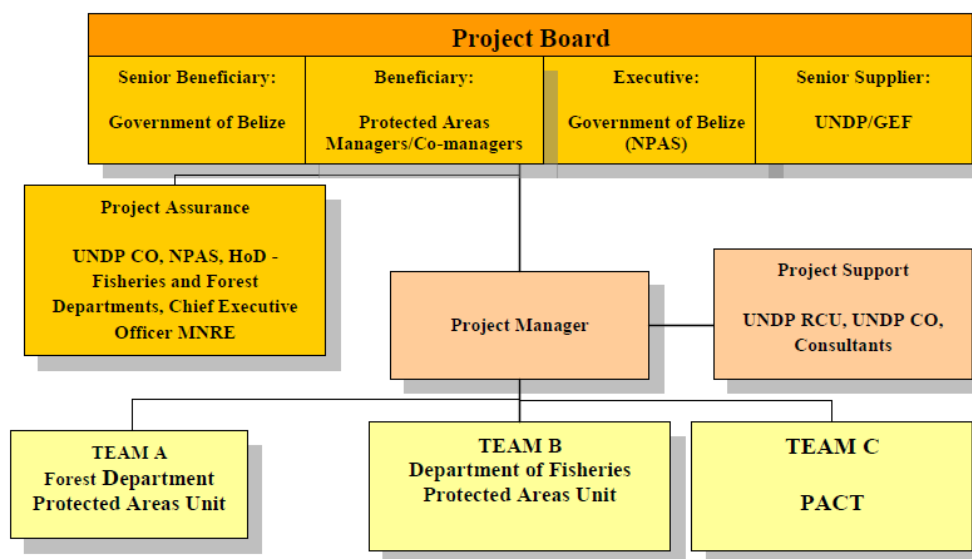 Project Board
Senior Beneficiary:
Government of Belize
Beneficiary:
Protected Areas
Managers/Co-managers
Executive:
Government of Belize
(NPAS)
Senior Supplier:
UNDP/GEF
Project Assurance
UNDP CO, NPAS, HoD -
Fisheries and Forest
Departments, Chief Executive
Officer MNRE
Project Manager
Project Support
UNDP RCU, UNDP CO,
Consultants
TEAM A
Forest Department
Protected Areas Unit
TEAM B
Department of Fisheries
Protected Areas Unit
TEAM C
PACT